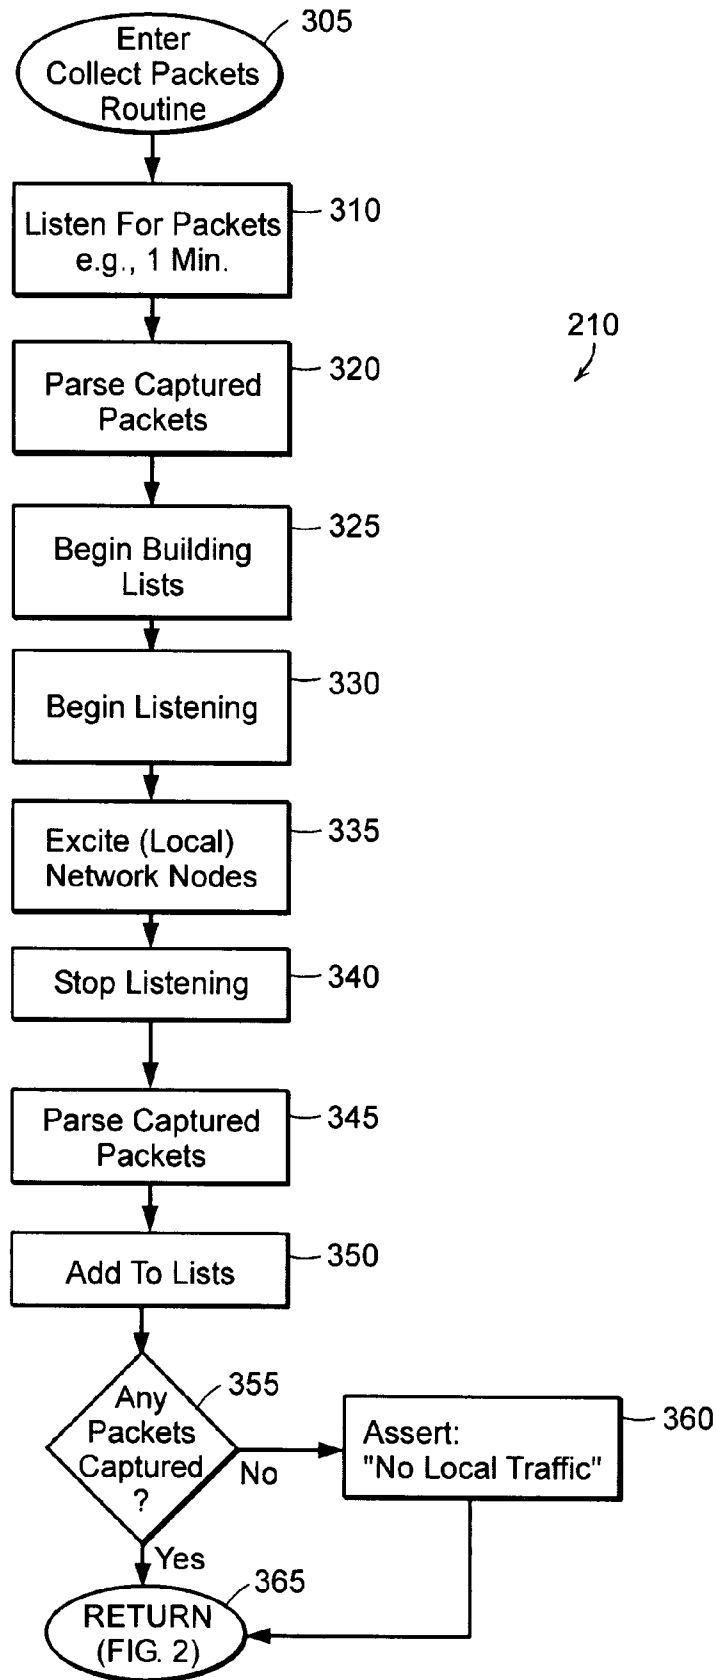 Enter
Collect Packets
Routine
305
Listen For Packets
e.g., 1 Min.
310
210
Parse Captured
Packets
320
Begin Building
Lists
325
Begin Listening
330
Excite (Local)
Network Nodes
335
Stop Listening
340
Parse Captured
Packets
345
Add To Lists
350
Any
Packets
Captured
?
355
No
Assert:
"No Local Traffic"
360
Yes
RETURN
(FIG. 2)
365